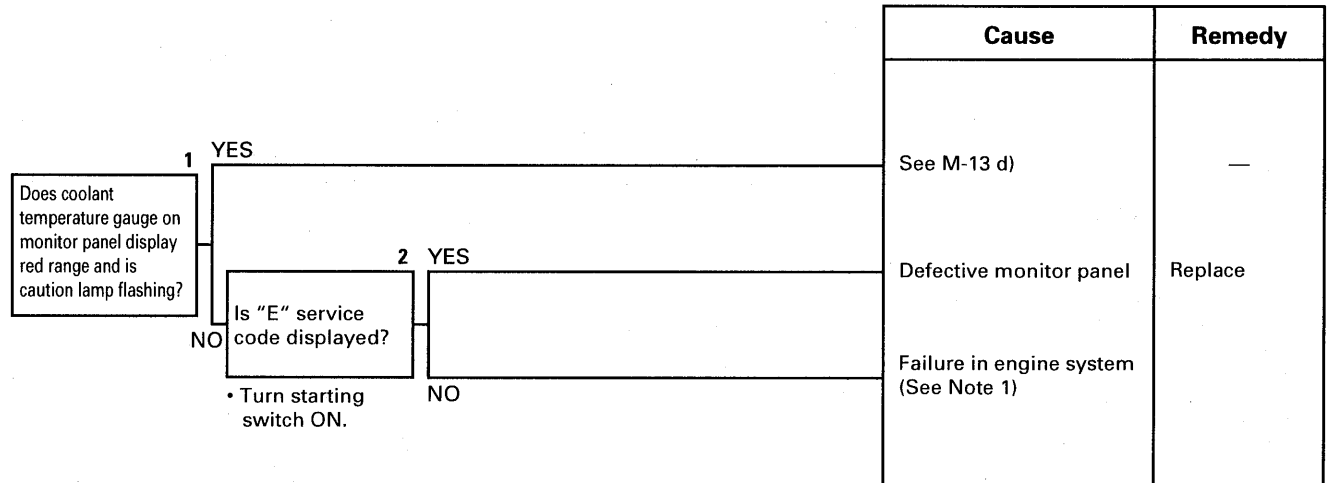 Cause
Remedy
1
YES
Does coolant
temperature gauge on
monitor panel display
red range and is
caution lamp flashing?
See M-13 d)
—
NO
2
YES
Is "E" service
code displayed?
• Turn starting
switch ON.
Defective monitor panel
Replace
NO
Failure in engine system
(See Note 1)